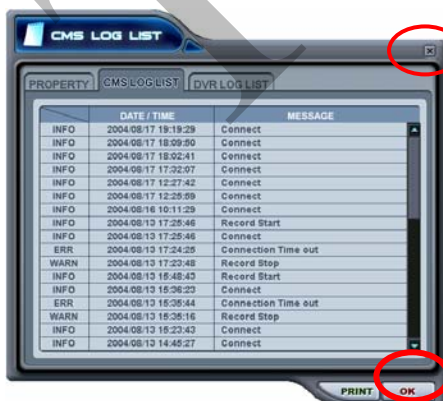 CMS LOG LIST
PROPERTY CMS LOG LIST DVR LOG LIST
DATE / TIME MESSAGE
INFO 2004/08/17 19:19:29 Connect
INFO 2004/08/17 18:09:50 Connect
INFO 2004/08/17 18:02:41 Connect
INFO 2004/08/17 17:32:07 Connect
INFO 2004/08/17 12:27:42 Connect
INFO 2004/08/17 12:25:59 Connect
INFO 2004/08/16 10:11:29 Connect
INFO 2004/08/13 17:25:46 Record Start
INFO 2004/08/13 17:25:46 Connect
ERR 2004/08/13 17:24:25 Connection Time out
WARN 2004/08/13 17:23:48 Record Stop
INFO 2004/08/13 15:48:43 Record Start
INFO 2004/08/13 15:36:23 Connect
ERR 2004/08/13 15:35:44 Connection Time out
WARN 2004/08/13 15:35:16 Record Stop
INFO 2004/08/13 15:23:43 Connect
INFO 2004/08/13 14:45:27 Connect
PRINT OK